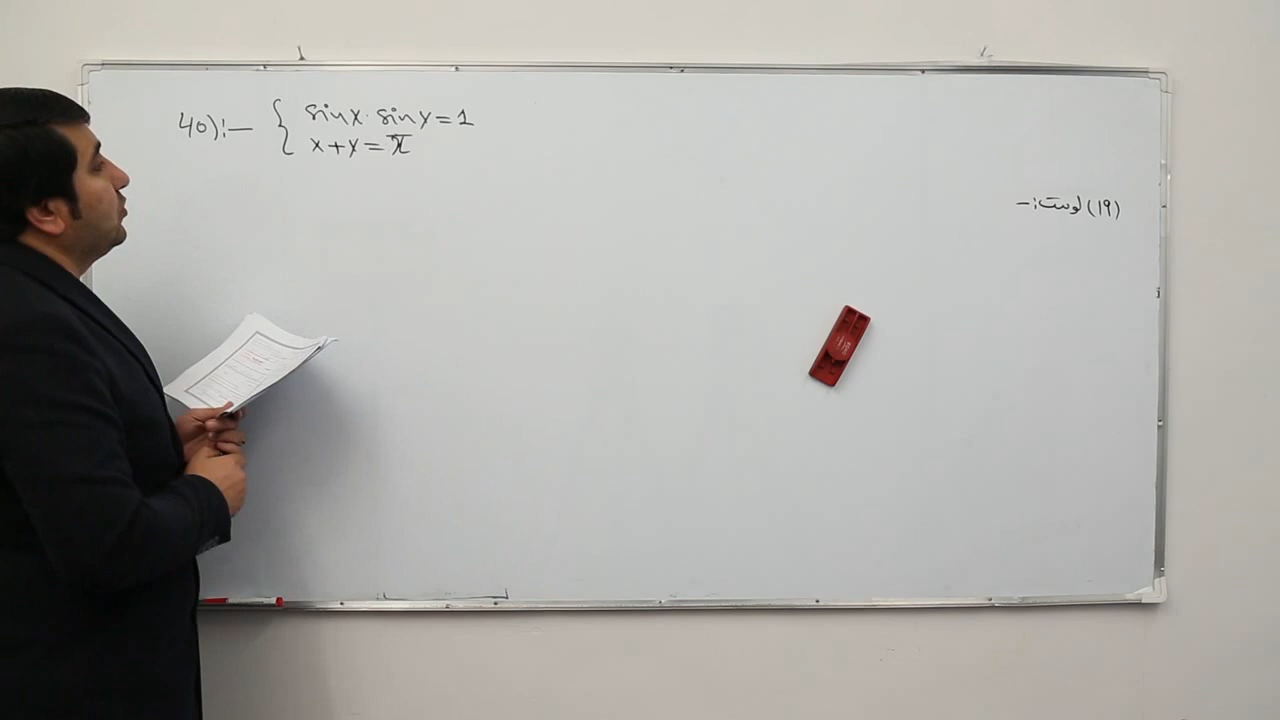 40):— { sinx · siny = 1
x + y = π
(۱۹) لوست:-